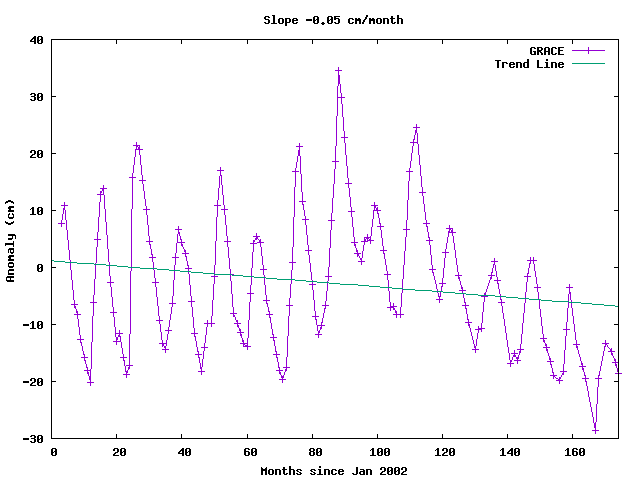 Slope -0.05 cm/month
GRACE
Trend Line
40
30
20
10
0
-10
-20
-30
Anomaly (cm)
0 20 40 60 80 100 120 140 160
Months since Jan 2002